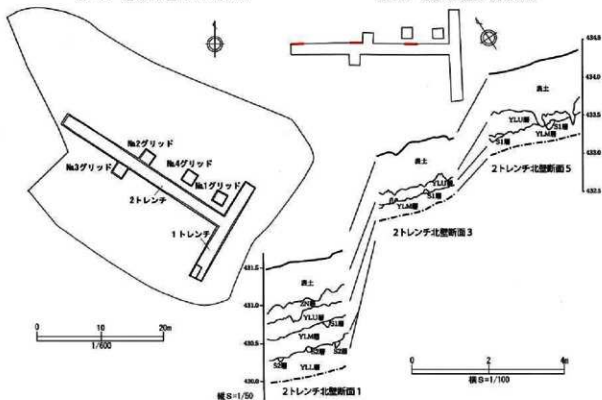 №2グリッド
№4グリッド
№3グリッド
№1グリッド
2トレンチ
1トレンチ
0 10 20m
1/600
434.5
434.0
433.5
433.0
432.5
表土
YLU層
S1層
S1層
YLM層
2トレンチ北壁断面5
表土
YLU層
S1層
YLM層
2トレンチ北壁断面3
431.5
431.0
430.5
430.0
表土
ZN層
YLU層
S1層
YLM層
S2層
S2層
S2層
YLL層
縦S=1/50
2トレンチ北壁断面1
0 2 4m
横S=1/100